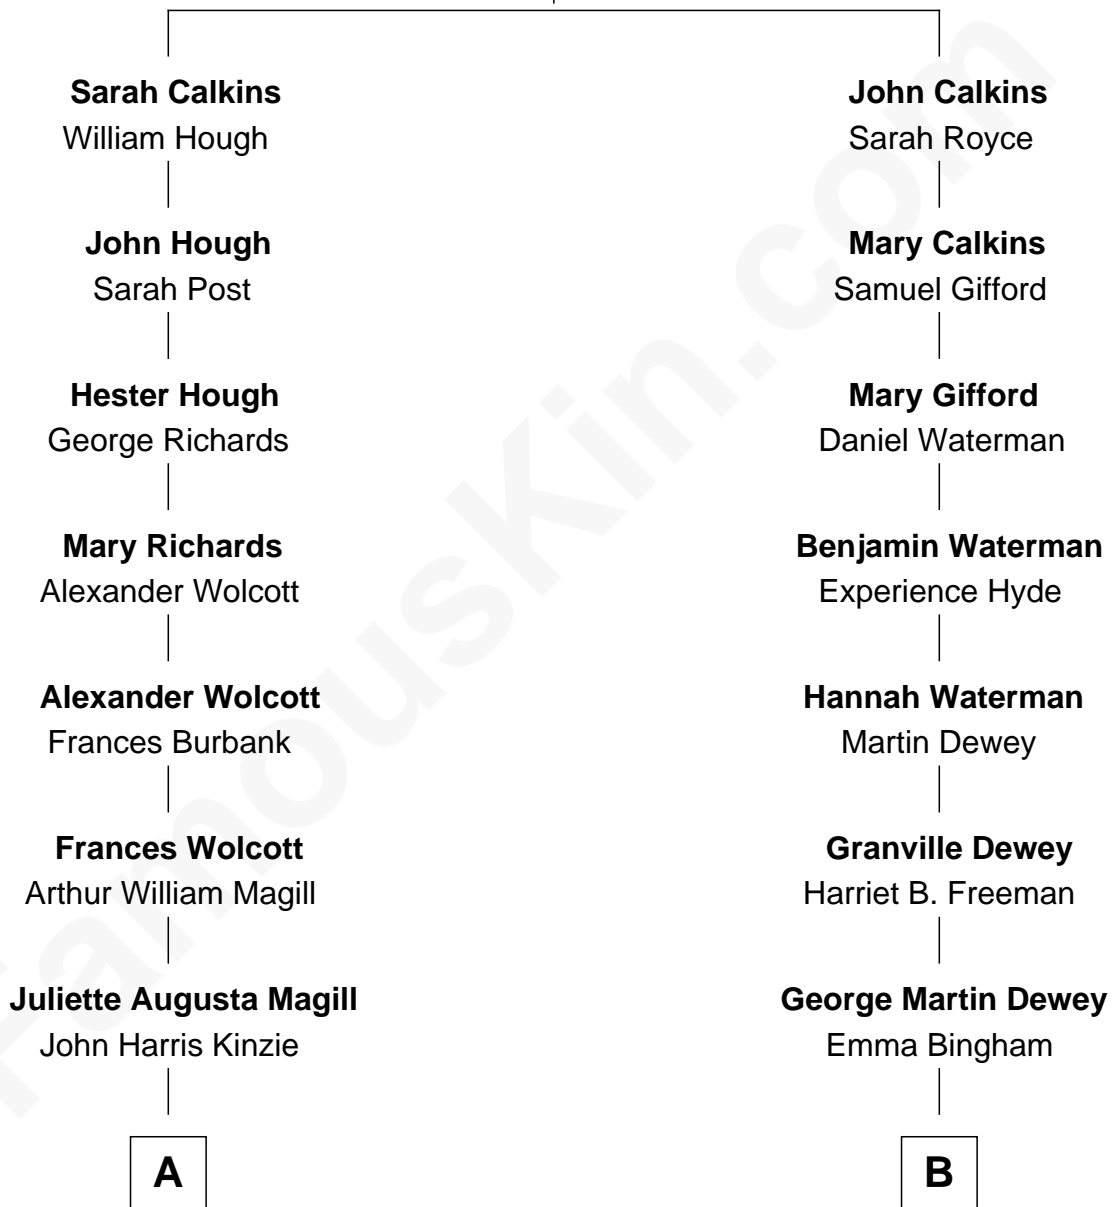 Sarah Calkins
William Hough
John Hough
Sarah Post
Hester Hough
George Richards
Mary Richards
Alexander Wolcott
Alexander Wolcott
Frances Burbank
Frances Wolcott
Arthur William Magill
Juliette Augusta Magill
John Harris Kinzie
A
John Calkins
Sarah Royce
Mary Calkins
Samuel Gifford
Mary Gifford
Daniel Waterman
Benjamin Waterman
Experience Hyde
Hannah Waterman
Martin Dewey
Granville Dewey
Harriet B. Freeman
George Martin Dewey
Emma Bingham
B
FamousKin.com